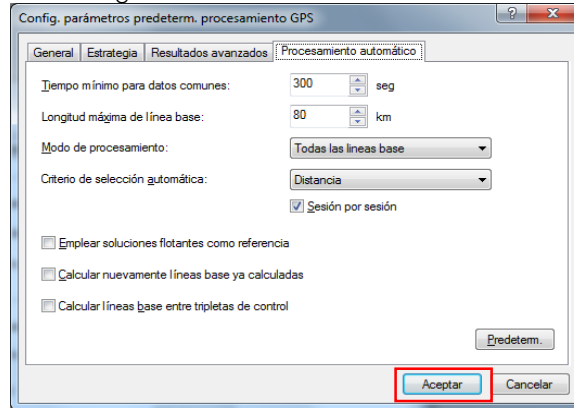 Config. parámetros predeterm. procesamiento GPS
General Estrategia Resultados avanzados Procesamiento automático
Tiempo mínimo para datos comunes: 300 seg
Longitud máxima de línea base: 80 km
Modo de procesamiento: Todas las lineas base
Criterio de selección automática: Distancia
Sesión por sesión
Emplear soluciones flotantes como referencia
Calcular nuevamente líneas base ya calculadas
Calcular líneas base entre tripletas de control
Predeterm.
Aceptar Cancelar